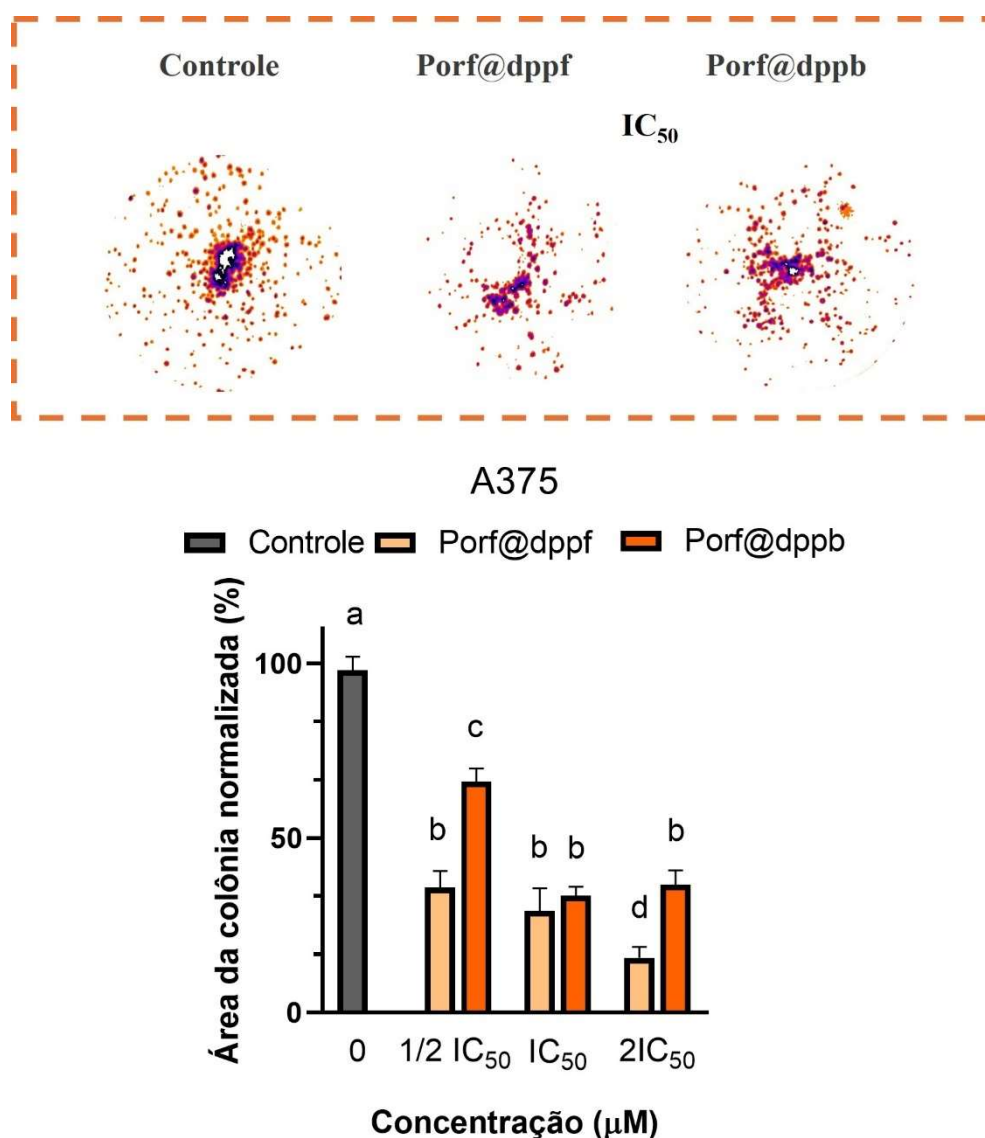 Controle Porf@dppf Porf@dppb
IC50
A375
Controle Porf@dppf Porf@dppb
Área da colônia normalizada (%)
100
50
0
a
b
c
b
b
d
b
0 1/2 IC50 IC50 2IC50
Concentração (μM)